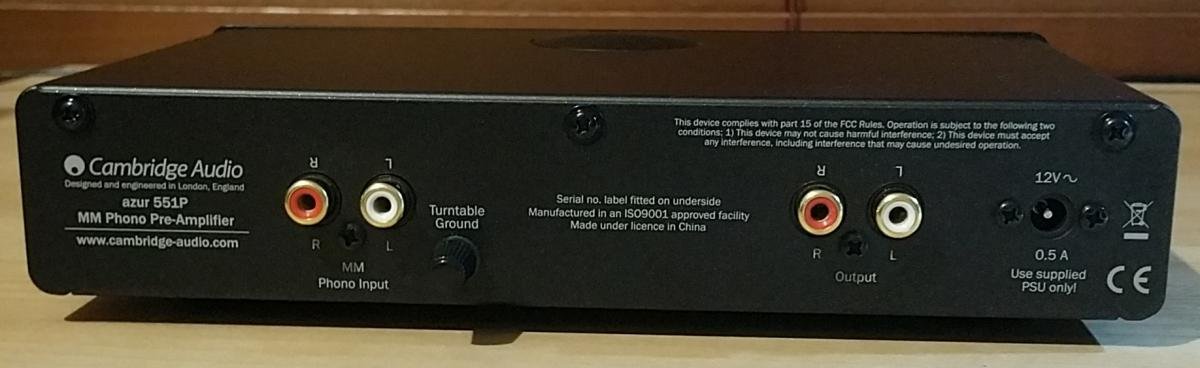 Cambridge Audio
Designed and engineered in London, England
azur 551P
MM Phono Pre-Amplifier
www.cambridge-audio.com
R L
R L
MM
Phono Input
Turntable
Ground
Serial no. label fitted on underside
Manufactured in an ISO9001 approved facility
Made under licence in China
This device complies with part 15 of the FCC Rules. Operation is subject to the following two
conditions: 1) This device may not cause harmful interference; 2) This device must accept
any interference, including interference that may cause undesired operation.
R L
R L
Output
12V~
0.5 A
Use supplied
PSU only!
CE